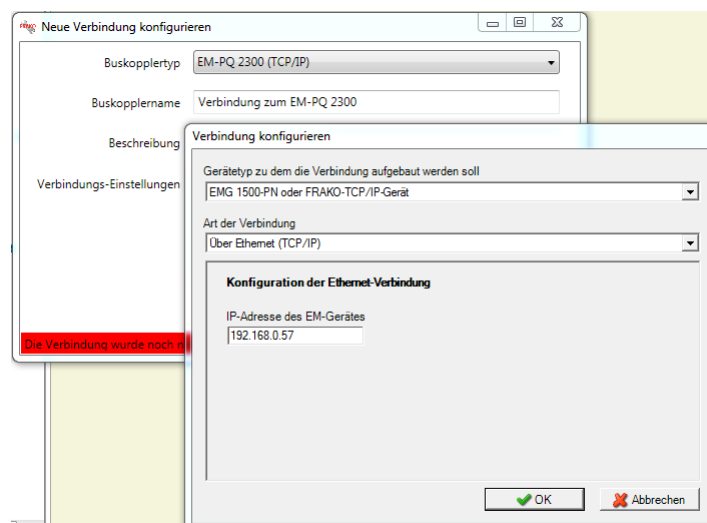 Neue Verbindung konfigurieren
Buskopplertyp
EM-PQ 2300 (TCP/IP)
Buskopplername
Verbindung zum EM-PQ 2300
Beschreibung
Verbindungs-Einstellungen
Die Verbindung wurde noch n
Verbindung konfigurieren
Gerätetyp zu dem die Verbindung aufgebaut werden soll
EMG 1500-PN oder FRAKO-TCP/IP-Gerät
Art der Verbindung
Über Ethernet (TCP/IP)
Konfiguration der Ethernet-Verbindung
IP-Adresse des EM-Gerätes
192.168.0.57
OK
Abbrechen